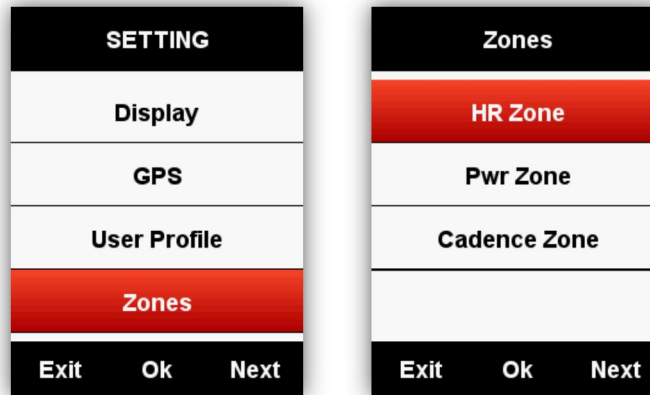 SETTING
Display
GPS
User Profile
Zones
Exit Ok Next
Zones
HR Zone
Pwr Zone
Cadence Zone
Exit Ok Next